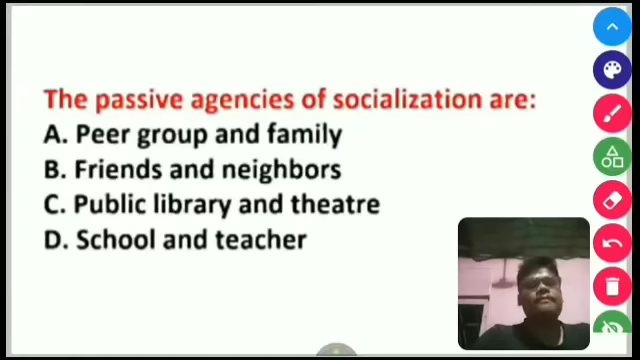 The passive agencies of socialization are:
A. Peer group and family
B. Friends and neighbors
C. Public library and theatre
D. School and teacher